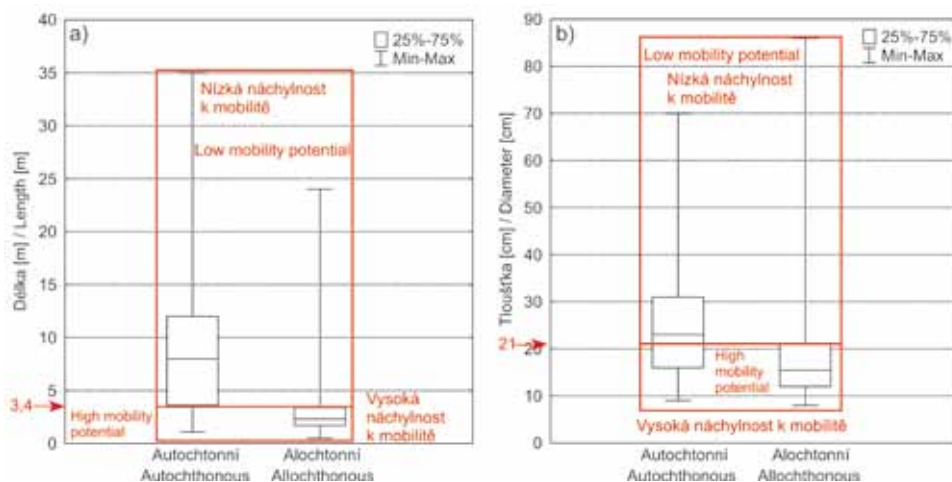 a)
25%-75%
Min-Max
Délka [m] / Length [m]
40
35
30
25
20
15
10
5
0
3,4
Nízká náchylnost
k mobilitě
Low mobility potential
High mobility
potential
Vysoká
náchylnost
k mobilitě
Autochtonní
Autochthonous
Alochtonní
Allochthonous
b)
25%-75%
Min-Max
Tloušťka [cm] / Diameter [cm]
90
80
70
60
50
40
30
20
10
0
21
Low mobility potential
Nízká náchylnost
k mobilitě
High
mobility
potential
Vysoká náchylnost k mobilitě
Autochtonní
Autochthonous
Alochtonní
Allochthonous